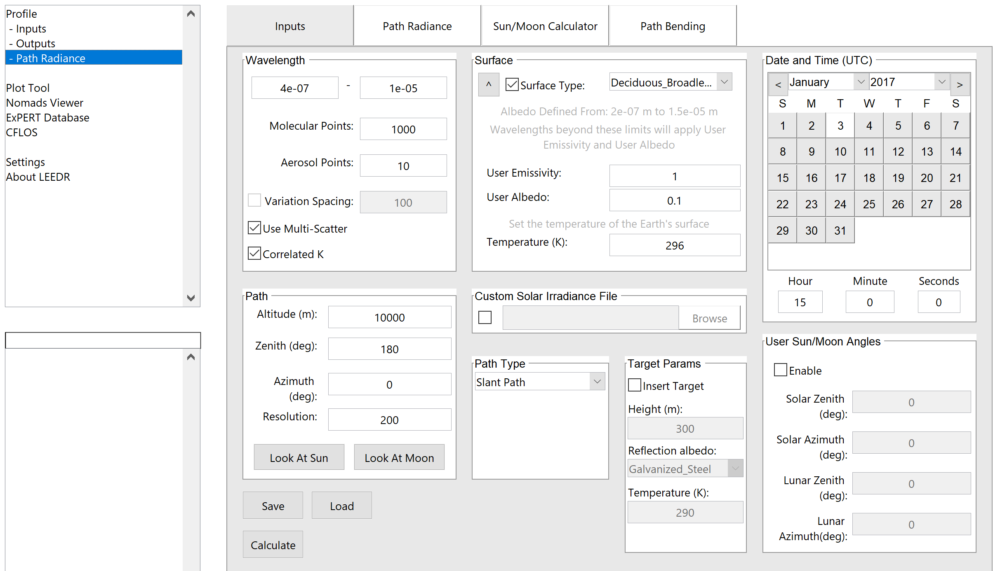 Profile
- Inputs
- Outputs
- Path Radiance
Plot Tool
Nomads Viewer
ExPERT Database
CFLOS
Settings
About LEEDR
Inputs
Path Radiance
Sun/Moon Calculator
Path Bending
Wavelength
4e-07 - 1e-05
Molecular Points: 1000
Aerosol Points: 10
Variation Spacing: 100
Use Multi-Scatter
Correlated K
Surface
^ Surface Type: Deciduous_Broadle...
Albedo Defined From: 2e-07 m to 1.5e-05 m
Wavelengths beyond these limits will apply User
Emissivity and User Albedo
User Emissivity: 1
User Albedo: 0.1
Set the temperature of the Earth's surface
Temperature (K): 296
Date and Time (UTC)
< January 2017 >
S M T W T F S
1 2 3 4 5 6 7
8 9 10 11 12 13 14
15 16 17 18 19 20 21
22 23 24 25 26 27 28
29 30 31
Hour Minute Seconds
15 0 0
Path
Altitude (m): 10000
Zenith (deg): 180
Azimuth
(deg): 0
Resolution: 200
Look At Sun Look At Moon
Custom Solar Irradiance File
Browse
Path Type
Slant Path
Target Params
Insert Target
Height (m):
300
Reflection albedo:
Galvanized_Steel
Temperature (K):
290
User Sun/Moon Angles
Enable
Solar Zenith
(deg): 0
Solar Azimuth
(deg): 0
Lunar Zenith
(deg): 0
Lunar
Azimuth(deg): 0
Save Load
Calculate